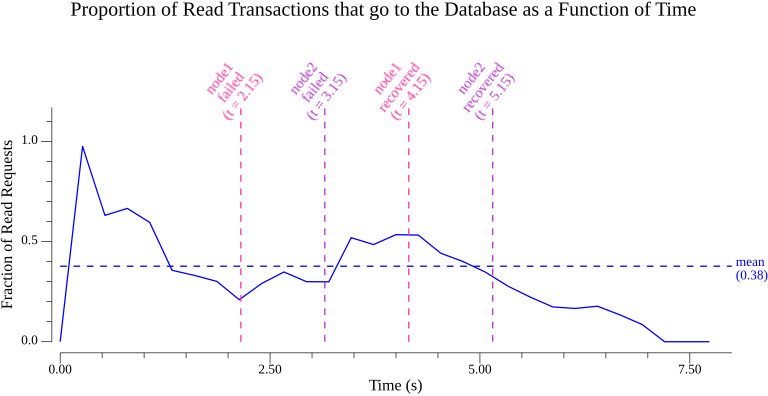 Proportion of Read Transactions that go to the Database as a Function of Time
node1
failed
(t = 2.15)
node2
failed
(t = 3.15)
node1
recovered
(t = 4.15)
node2
recovered
(t = 5.15)
Fraction of Read Requests
1.0
0.5
0.0
mean
(0.38)
0.00
2.50
5.00
7.50
Time (s)